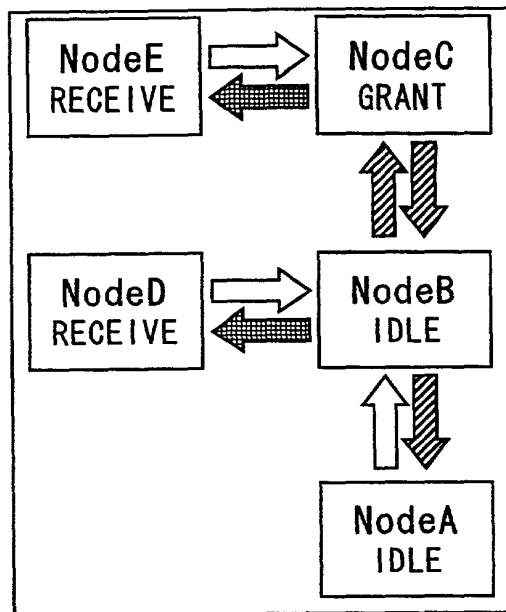 NodeE
RECEIVE
NodeC
GRANT
NodeD
RECEIVE
NodeB
IDLE
NodeA
IDLE